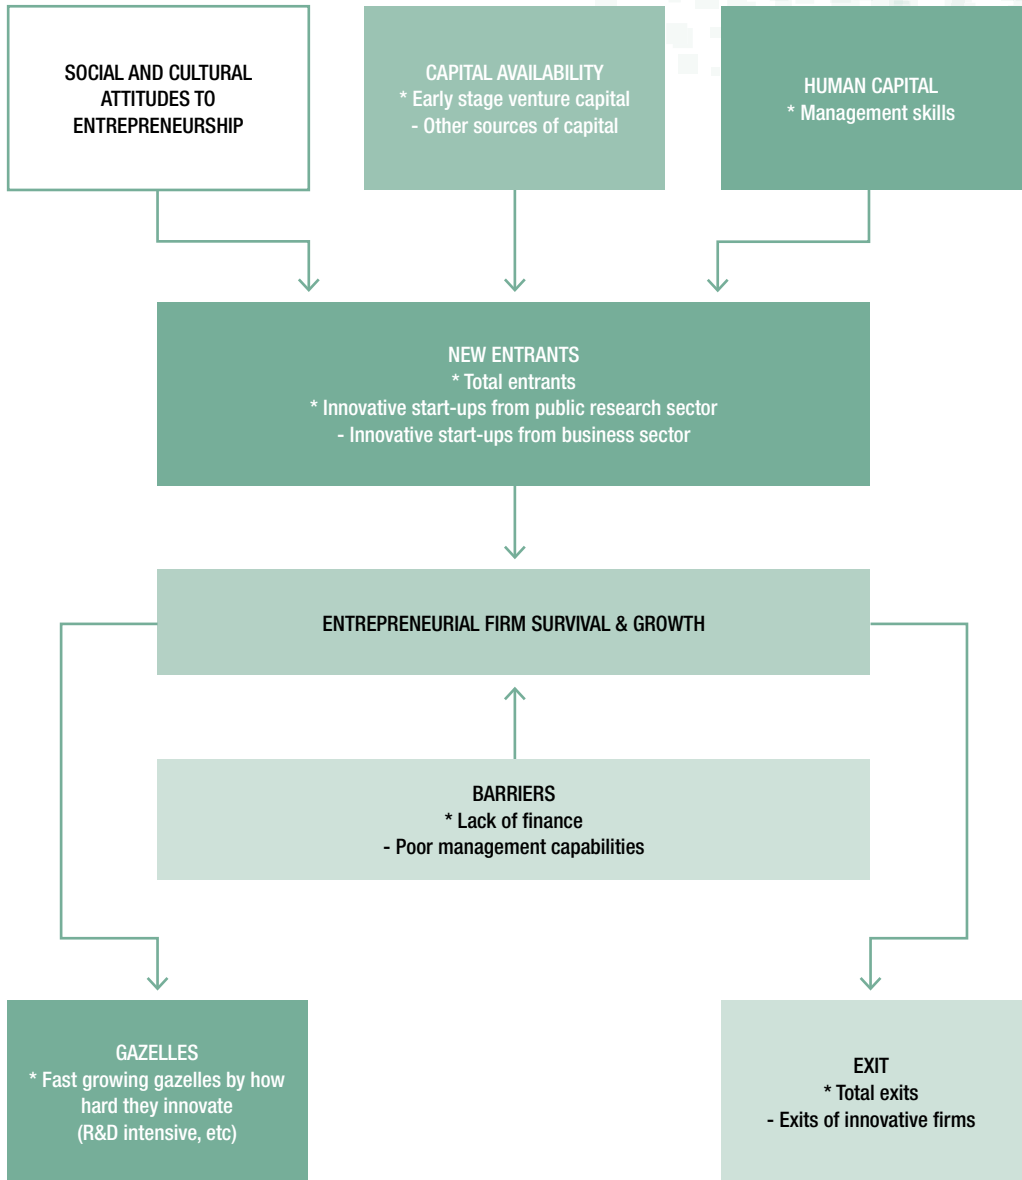 SOCIAL AND CULTURAL
ATTITUDES TO
ENTREPRENEURSHIP
CAPITAL AVAILABILITY
* Early stage venture capital
- Other sources of capital
HUMAN CAPITAL
* Management skills
NEW ENTRANTS
* Total entrants
* Innovative start-ups from public research sector
- Innovative start-ups from business sector
ENTREPRENEURIAL FIRM SURVIVAL & GROWTH
BARRIERS
* Lack of finance
- Poor management capabilities
GAZELLES
* Fast growing gazelles by how
hard they innovate
(R&D intensive, etc)
EXIT
* Total exits
- Exits of innovative firms